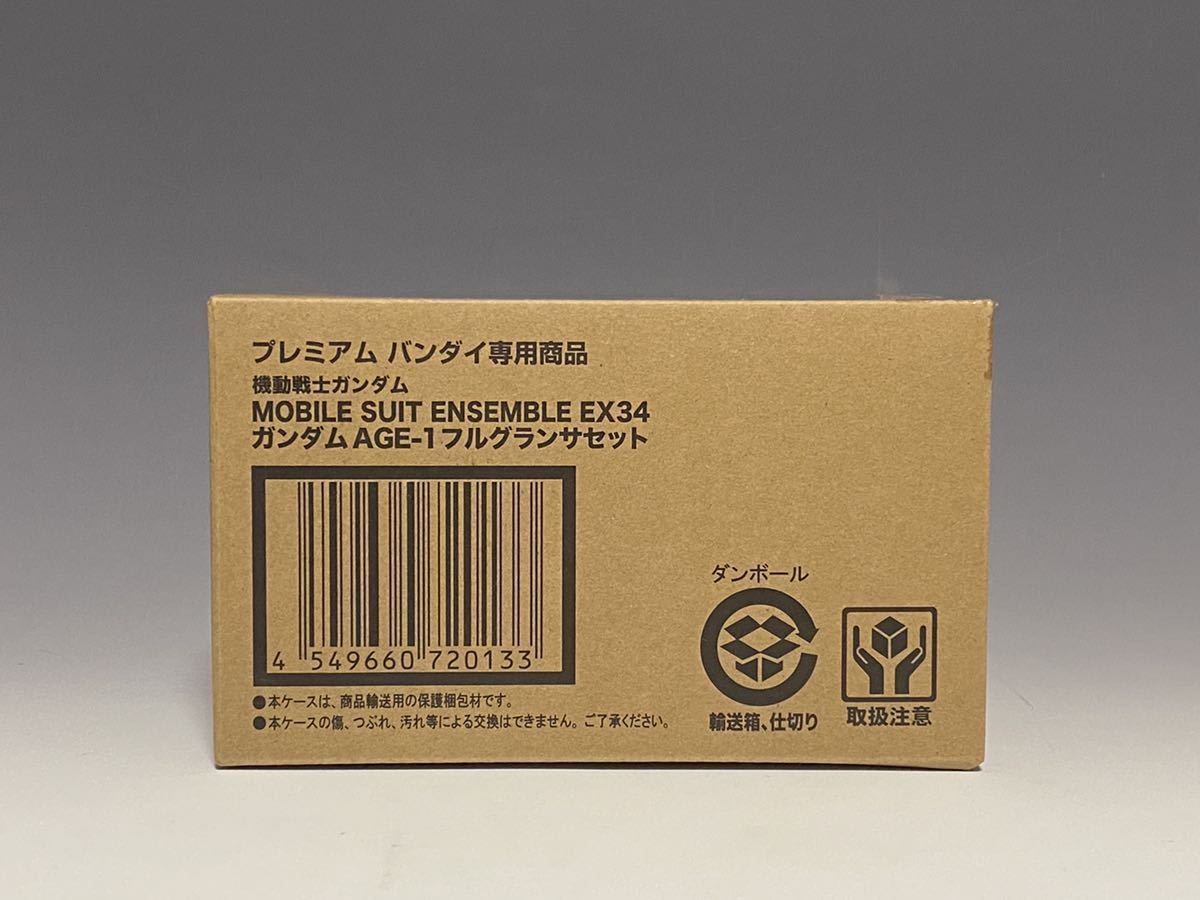 プレミアム バンダイ専用商品
機動戦士ガンダム
MOBILE SUIT ENSEMBLE EX34
ガンダムAGE-1フルグランサセット
4 549660 720133
●本ケースは、商品輸送用の保護梱包材です。
●本ケースの傷、つぶれ、汚れ等による交換はできません。ご了承ください。
ダンボール
輸送箱、仕切り
取扱注意